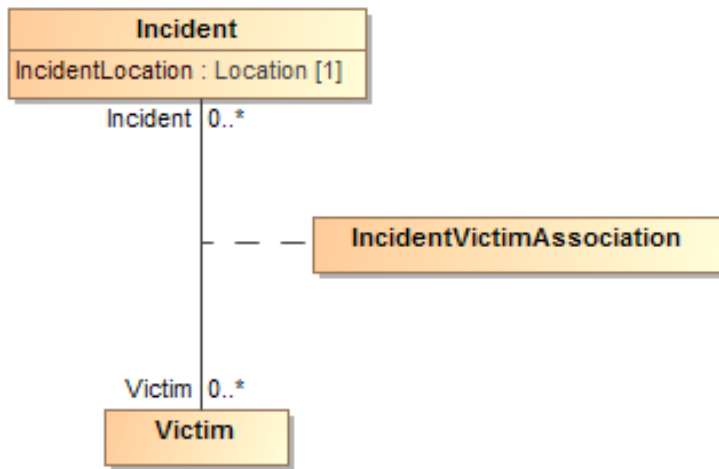 Incident
IncidentLocation : Location [1]
Incident 0..*
IncidentVictimAssociation
Victim 0..*
Victim